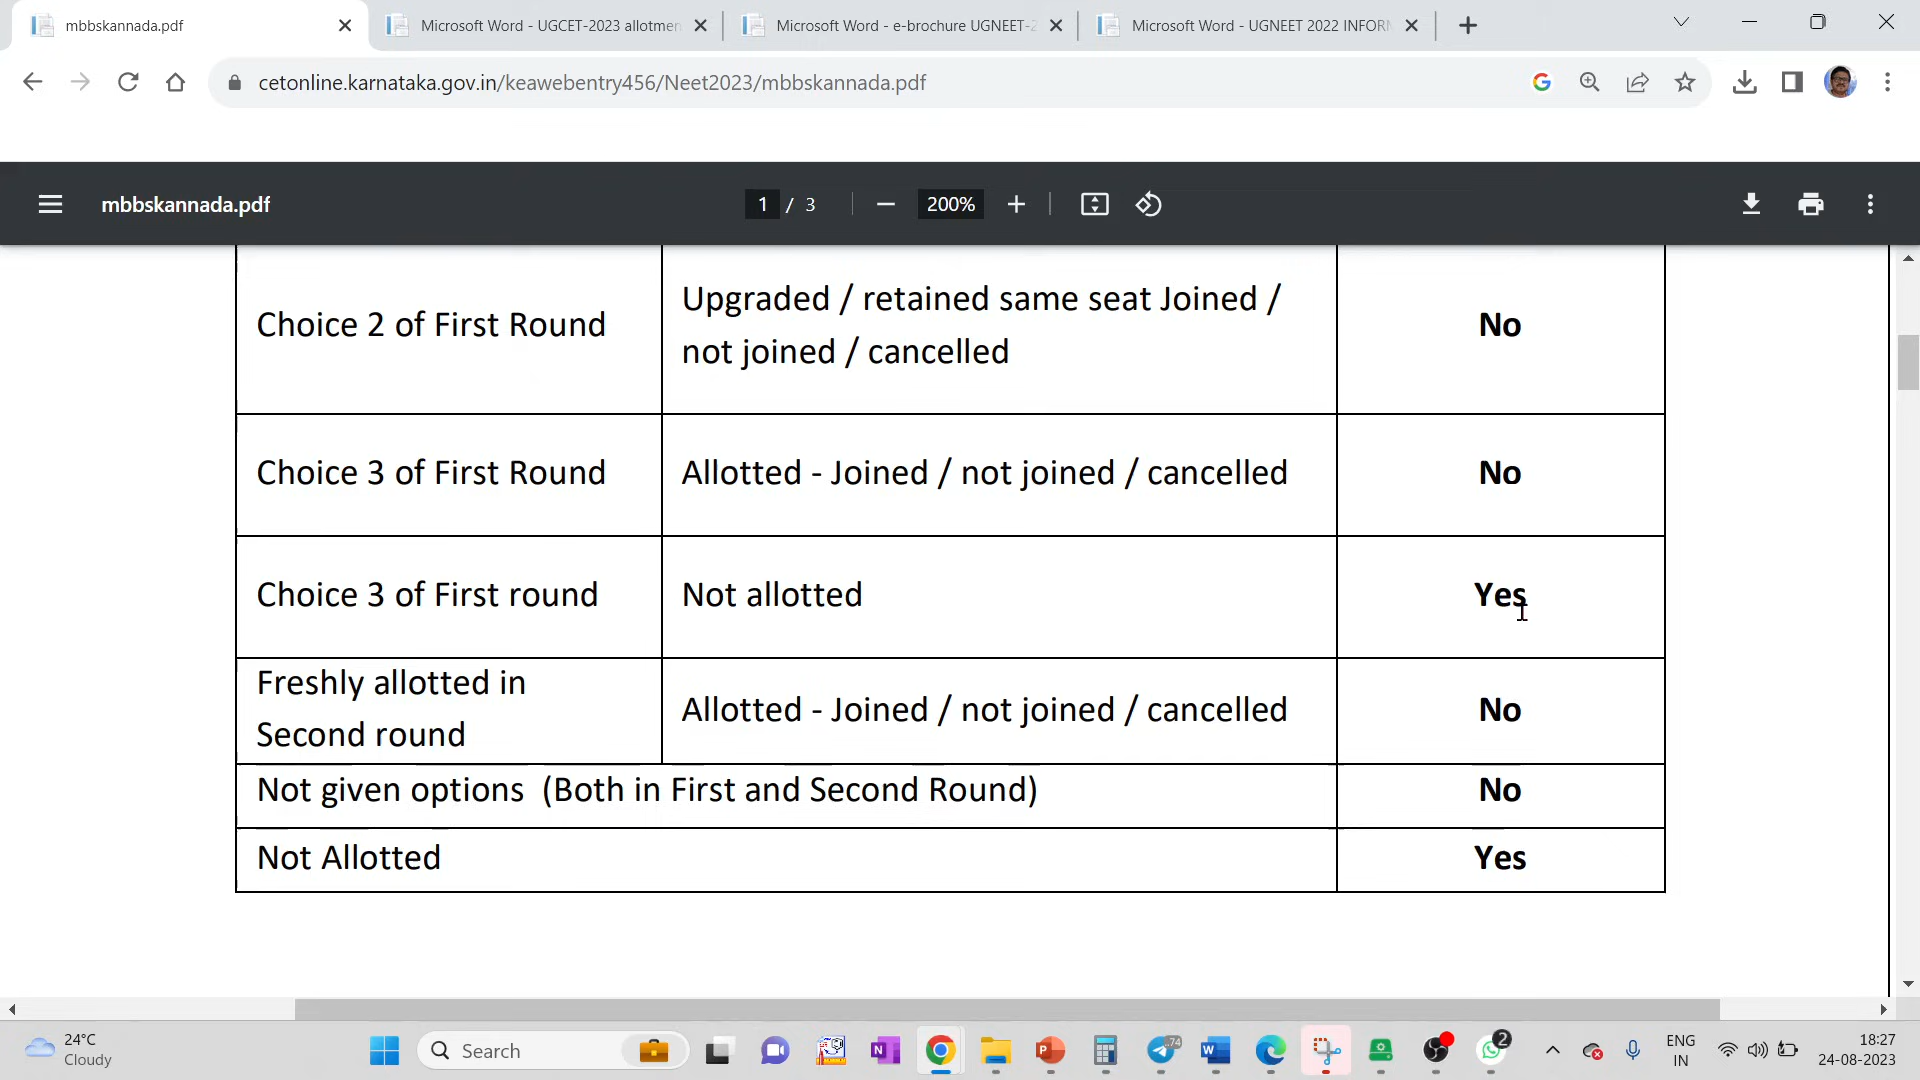 mbbskannada.pdf
Microsoft Word - UGCET-2023 allotmen
Microsoft Word - e-brochure UGNEET-2
Microsoft Word - UGNEET 2022 INFOR
cetonline.karnataka.gov.in/keawebentry456/Neet2023/mbbskannada.pdf
mbbskannada.pdf
1 / 3
200%
Choice 2 of First Round
Upgraded / retained same seat Joined /
not joined / cancelled
No
Choice 3 of First Round
Allotted - Joined / not joined / cancelled
No
Choice 3 of First round
Not allotted
Yes
Freshly allotted in
Second round
Allotted - Joined / not joined / cancelled
No
Not given options (Both in First and Second Round)
No
Not Allotted
Yes
24°C
Cloudy
Search
74
2
ENG
IN
18:27
24-08-2023